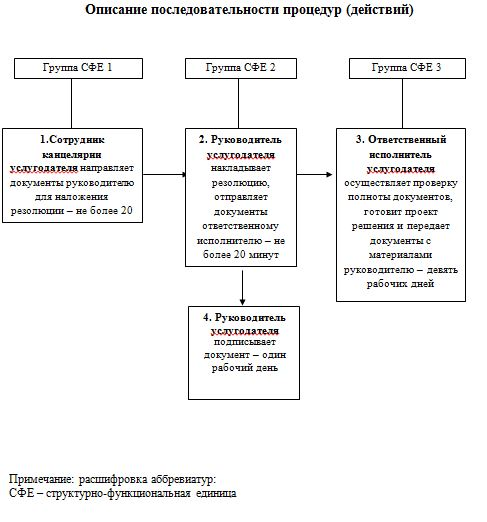 Описание последовательности процедур (действий)
Группа СФЕ 1
Группа СФЕ 2
Группа СФЕ 3
1.Сотрудник
канцелярии
услугодателя направляет
документы руководителю
для наложения
резолюции – не более 20
2. Руководитель
услугодателя
накладывает
резолюцию,
отправляет
документы
ответственному
исполнителю – не
более 20 минут
3. Ответственный
исполнитель
услугодателя
осуществляет проверку
полноты документов,
готовит проект
решения и передает
документы с
материалами
руководителю – девять
рабочих дней
4. Руководитель
услугодателя
подписывает
документ – один
рабочий день
Примечание: расшифровка аббревиатур:
СФЕ – структурно-функциональная единица